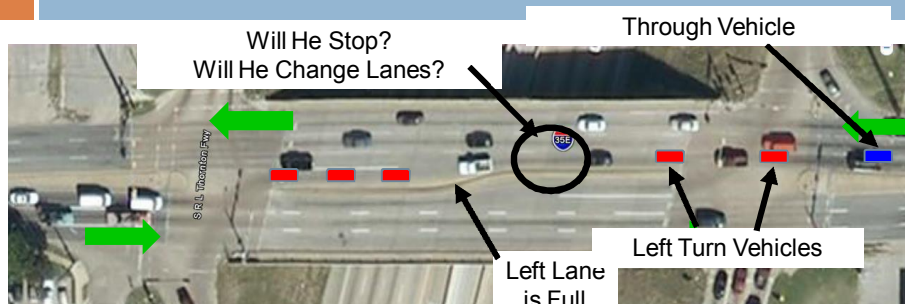 Through Vehicle
Will He Stop?
Will He Change Lanes?
35E
S R L Thornton Fwy
Left Turn Vehicles
Left Lane
is Full